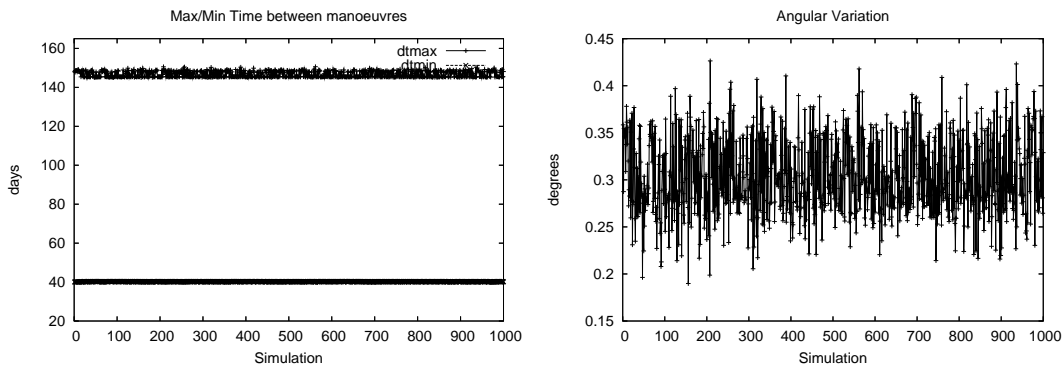 Max/Min Time between manoeuvres
160
140
120
100
80
60
40
20
days
dtmax
dtmin
0 100 200 300 400 500 600 700 800 900 1000
Simulation
Angular Variation
0.45
0.4
0.35
0.3
0.25
0.2
0.15
degrees
0 100 200 300 400 500 600 700 800 900 1000
Simulation